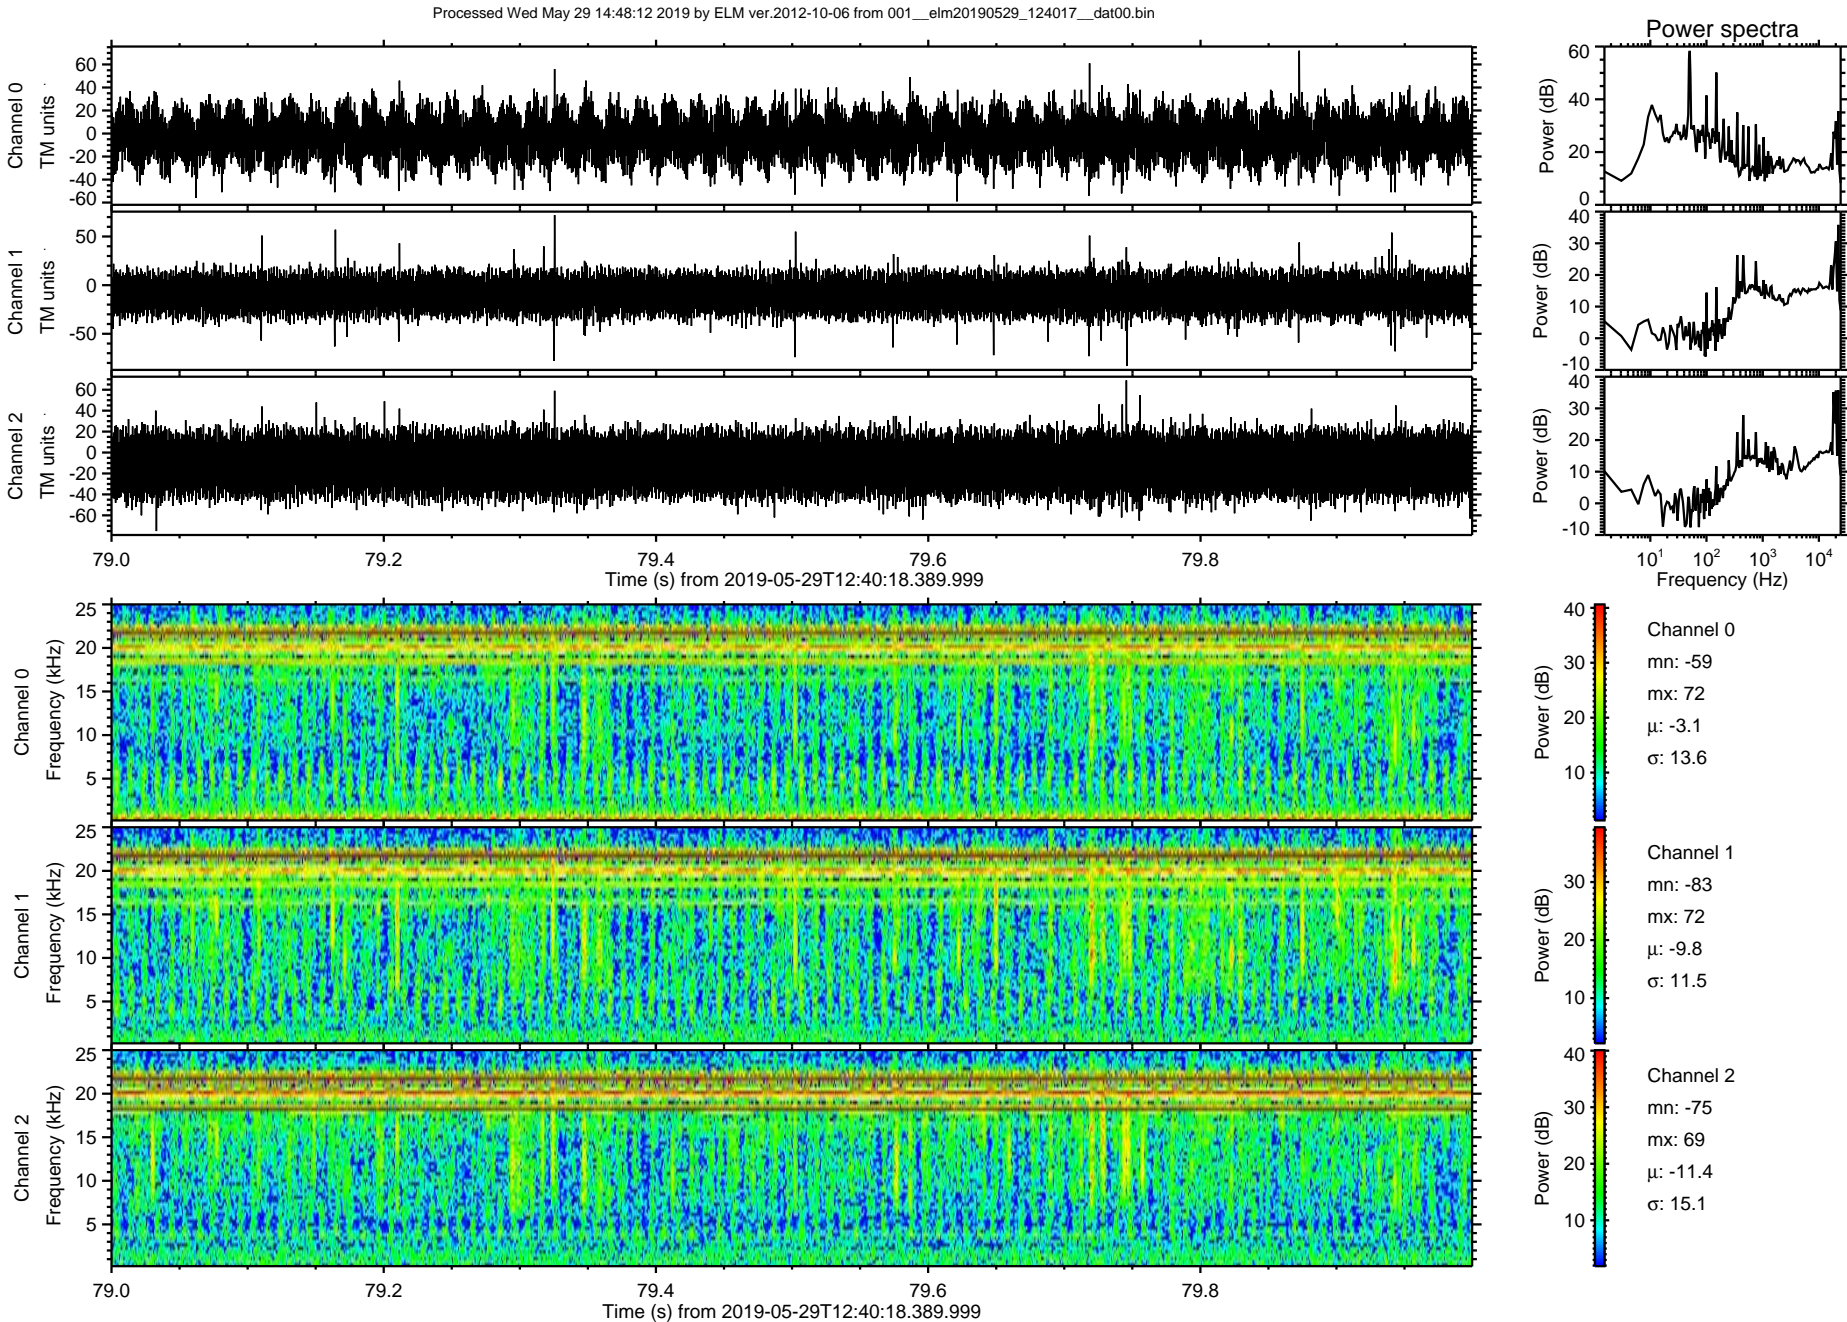 Processed Wed May 29 14:48:12 2019 by ELM ver.2012-10-06 from 001__elm20190529_124017__dat00.bin
Power spectra
Channel 0
TM units
60
40
20
0
-20
-40
-60
Power (dB)
60
40
20
0
Channel 1
TM units
50
0
-50
Power (dB)
40
30
20
10
0
-10
Channel 2
TM units
60
40
20
0
-20
-40
-60
Power (dB)
40
30
20
10
0
-10
79.0 79.2 79.4 79.6 79.8
Time (s) from 2019-05-29T12:40:18.389.999
10^1 10^2 10^3 10^4
Frequency (Hz)
Channel 0
Frequency (kHz)
25
20
15
10
5
Power (dB)
40
30
20
10
Channel 0
mn: -59
mx: 72
μ: -3.1
σ: 13.6
Channel 1
Frequency (kHz)
25
20
15
10
5
Power (dB)
30
20
10
Channel 1
mn: -83
mx: 72
μ: -9.8
σ: 11.5
Channel 2
Frequency (kHz)
25
20
15
10
5
Power (dB)
40
30
20
10
Channel 2
mn: -75
mx: 69
μ: -11.4
σ: 15.1
79.0 79.2 79.4 79.6 79.8
Time (s) from 2019-05-29T12:40:18.389.999